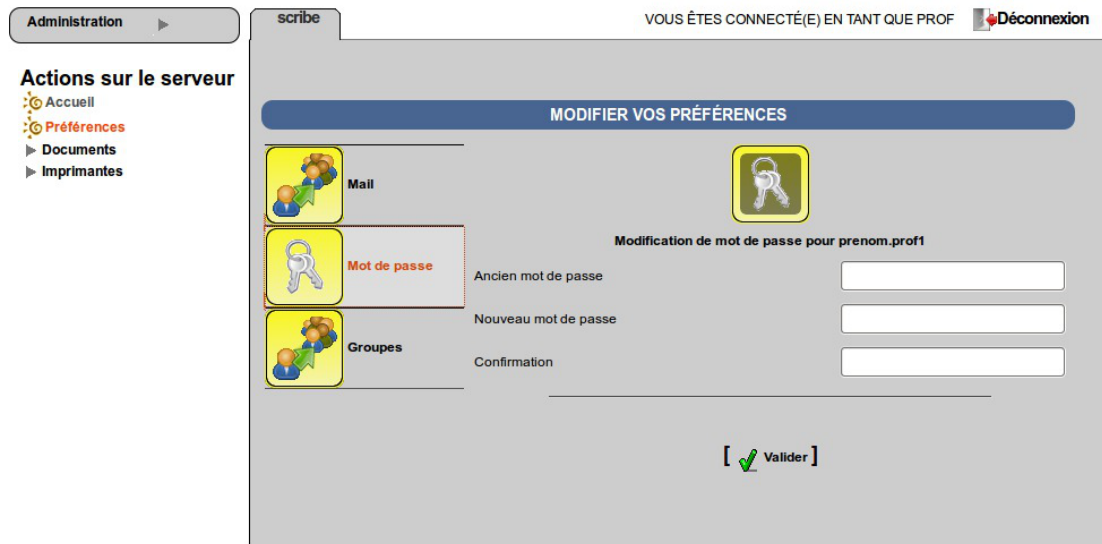 Administration
scribe
VOUS ÊTES CONNECTÉ(E) EN TANT QUE PROF
Déconnexion
Actions sur le serveur
Accueil
Préférences
Documents
Imprimantes
MODIFIER VOS PRÉFÉRENCES
Mail
Mot de passe
Groupes
Modification de mot de passe pour prenom.prof1
Ancien mot de passe
Nouveau mot de passe
Confirmation
[ Valider ]